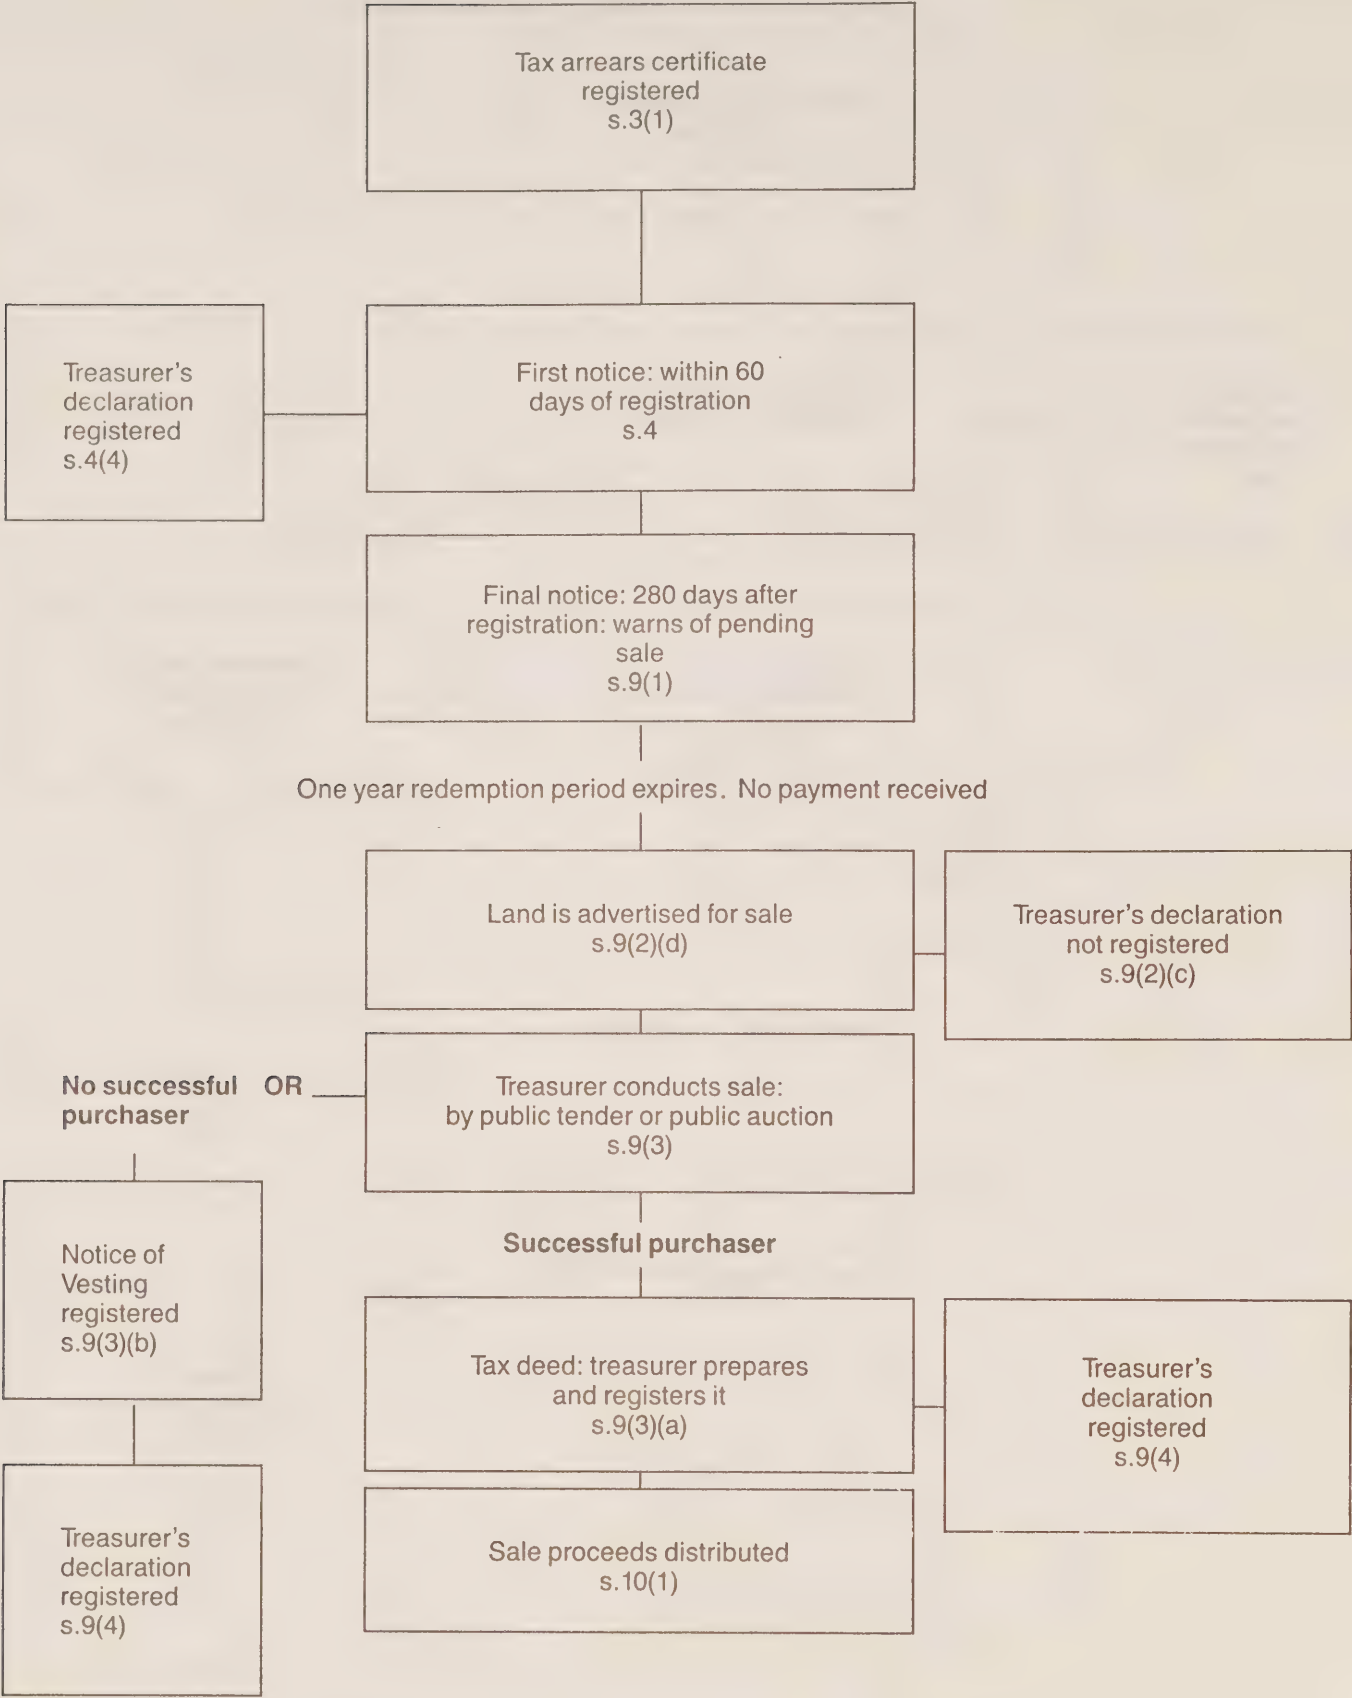 Tax arrears certificate
registered
s.3(1)
Treasurer's
declaration
registered
s.4(4)
First notice: within 60
days of registration
s.4
Final notice: 280 days after
registration: warns of pending
sale
s.9(1)
One year redemption period expires. No payment received
Land is advertised for sale
s.9(2)(d)
Treasurer's declaration
not registered
s.9(2)(c)
No successful OR
purchaser
Treasurer conducts sale:
by public tender or public auction
s.9(3)
Notice of
Vesting
registered
s.9(3)(b)
Successful purchaser
Tax deed: treasurer prepares
and registers it
s.9(3)(a)
Treasurer's
declaration
registered
s.9(4)
Treasurer's
declaration
registered
s.9(4)
Sale proceeds distributed
s.10(1)